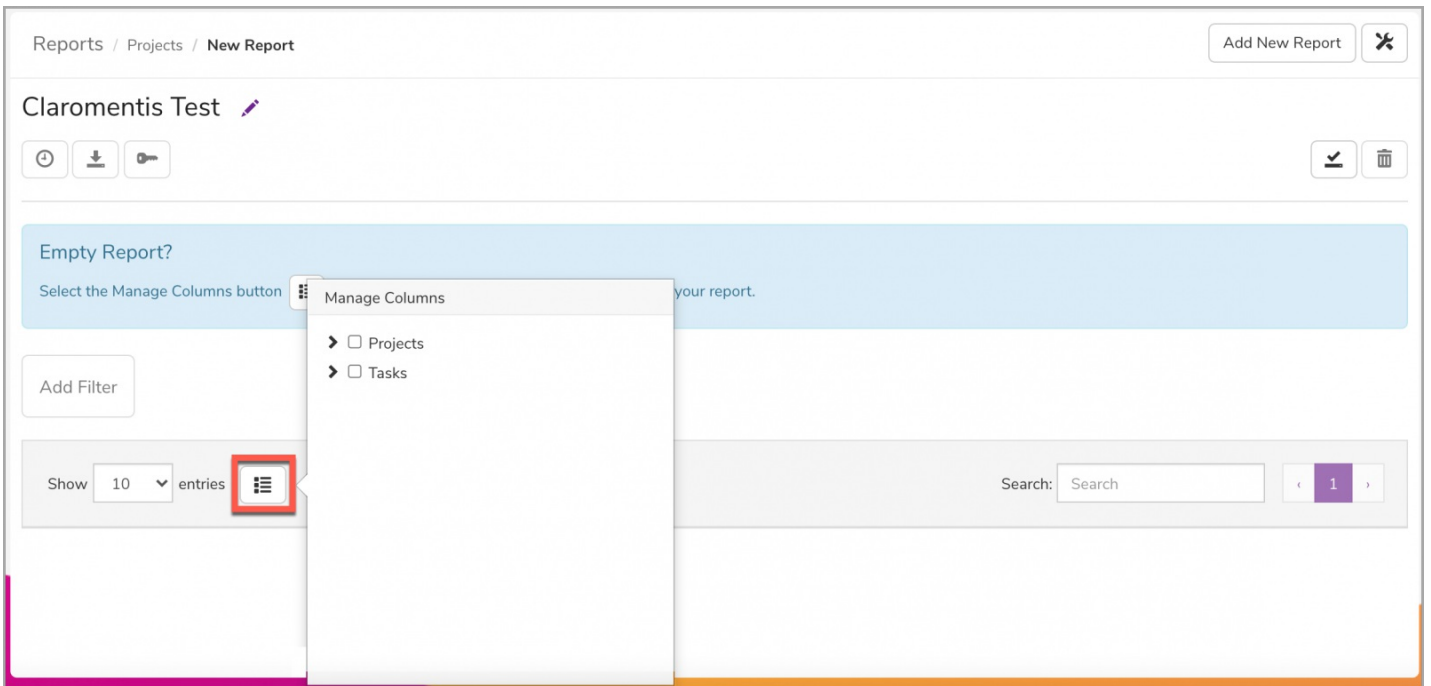 Reports / Projects / New Report
Add New Report
Claromentis Test
Empty Report?
Select the Manage Columns button
your report.
Manage Columns
Projects
Tasks
Add Filter
Show 10 entries
Search: Search
‹ 1 ›